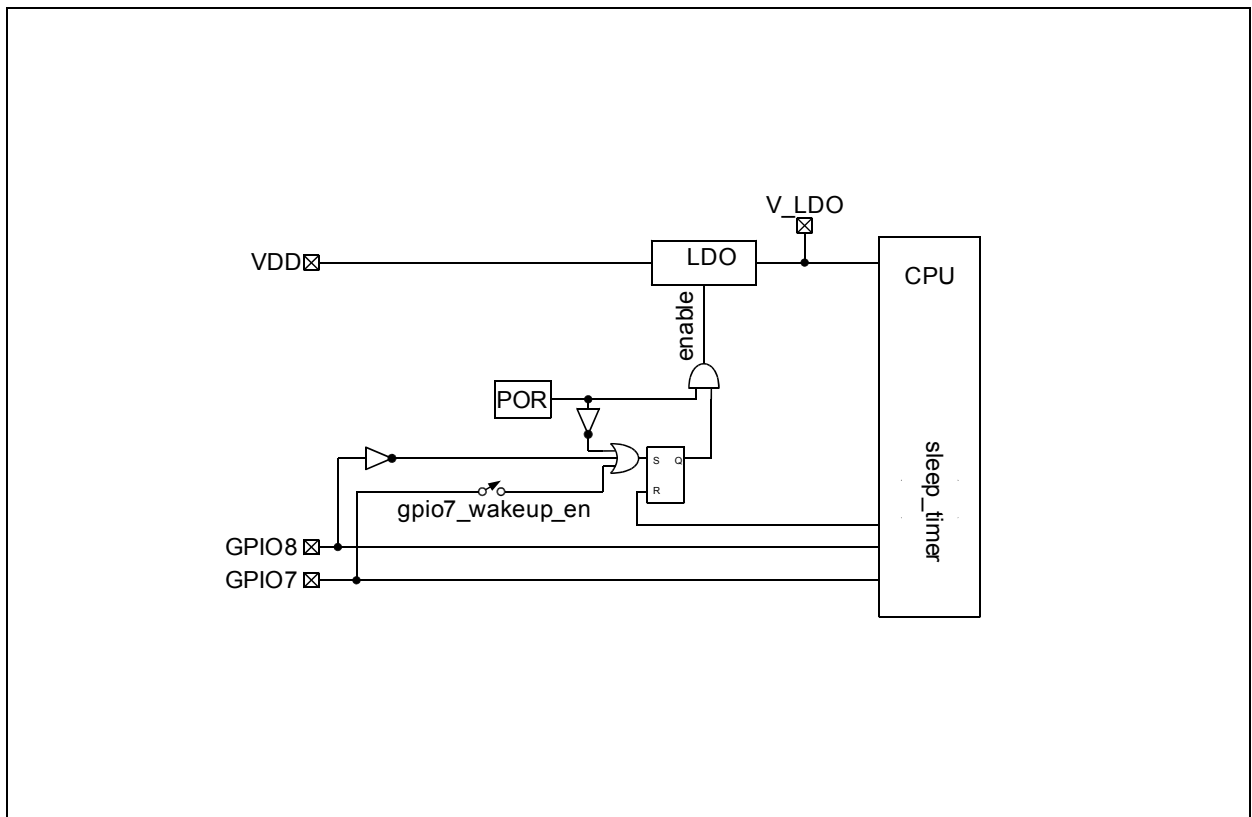 V_LDO
VDD
LDO
CPU
enable
POR
S
Q
R
gpio7_wakeup_en
sleep_timer
GPIO8
GPIO7